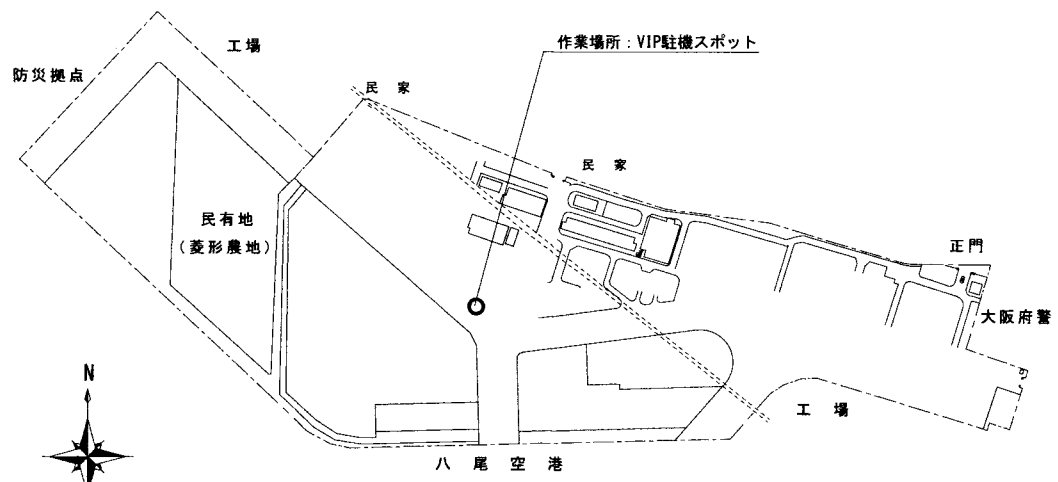 工場
作業場所：VIP駐機スポット
防災拠点
民家
民家
民有地
(菱形農地)
正門
大阪府警
N
工場
八尾空港